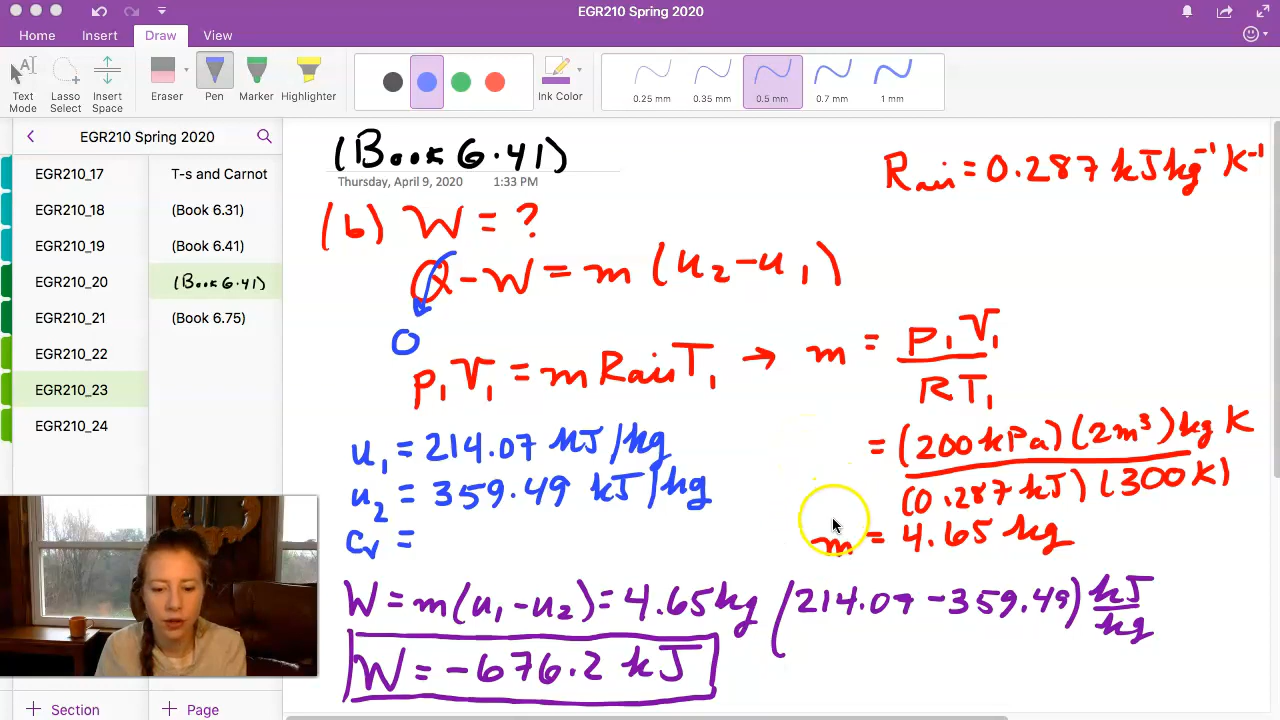 EGR210 Spring 2020
Home Insert Draw View
Text Mode
Lasso Select
Insert Space
Eraser
Pen
Marker
Highlighter
Ink Color
0.25 mm
0.35 mm
0.5 mm
0.7 mm
1 mm
EGR210 Spring 2020
EGR210_17
EGR210_18
EGR210_19
EGR210_20
EGR210_21
EGR210_22
EGR210_23
EGR210_24
T-s and Carnot
(Book 6.31)
(Book 6.41)
(Book 6.41)
(Book 6.75)
+ Section
+ Page
(Book 6.41)
Thursday, April 9, 2020 1:33 PM
R_air = 0.287 kJ kg⁻¹ K⁻¹
(b) W = ?
Q - W = m (u₂ - u₁)
0
p₁V₁ = m R_air T₁ → m = p₁V₁ / RT₁
= (200 kPa) (2 m³) kg K / (0.287 kJ) (300 K)
m = 4.65 kg
u₁ = 214.07 kJ/kg
u₂ = 359.49 kJ/kg
cᵥ =
W = m(u₁ - u₂) = 4.65 kg (214.07 - 359.49) kJ/kg
W = -676.2 kJ